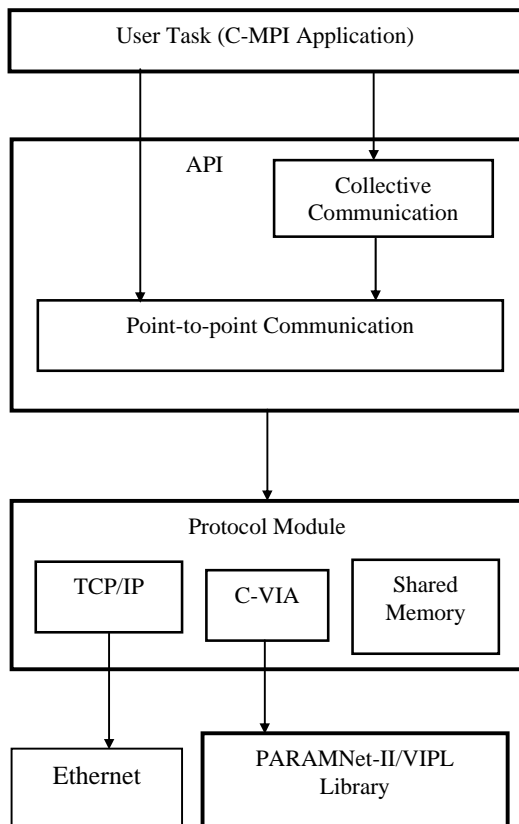 User Task (C-MPI Application)
API
Collective
Communication
Point-to-point Communication
Protocol Module
TCP/IP
C-VIA
Shared
Memory
Ethernet
PARAMNet-II/VIPL
Library